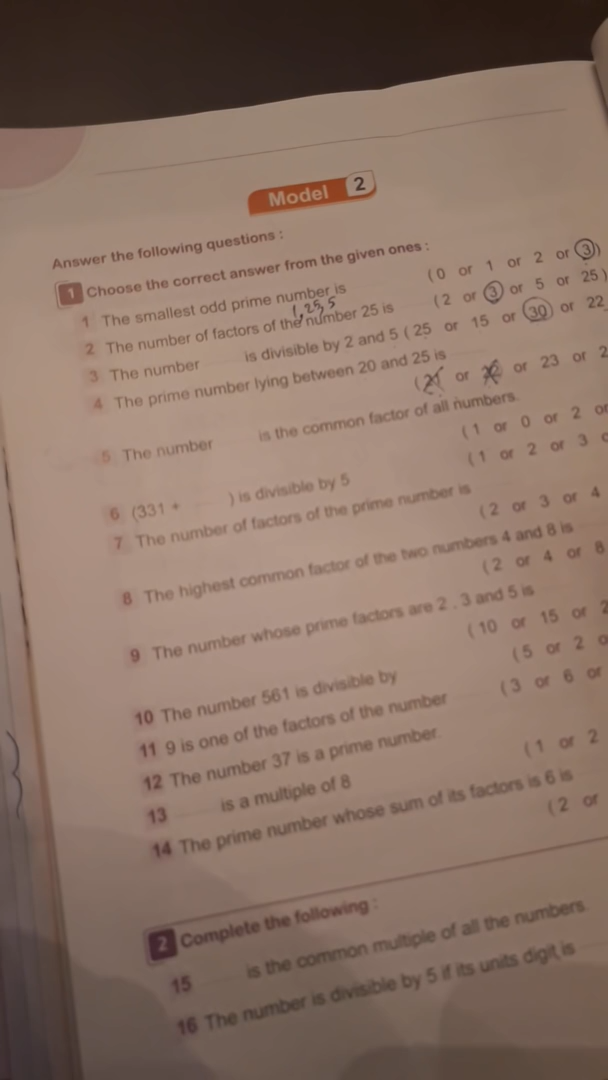 Model 2
Answer the following questions :
1 Choose the correct answer from the given ones :
1 The smallest odd prime number is (0 or 1 or 2 or 3)
1, 25, 5
2 The number of factors of the number 25 is (2 or 3 or 5 or 25)
3 The number is divisible by 2 and 5 (25 or 15 or 30 or 22
4 The prime number lying between 20 and 25 is
(21 or or 23 or 2
5 The number is the common factor of all numbers.
(1 or 0 or 2 or
6 (331 + ) is divisible by 5 (1 or 2 or 3
7 The number of factors of the prime number is
(2 or 3 or 4
8 The highest common factor of the two numbers 4 and 8 is
(2 or 4 or 8
9 The number whose prime factors are 2 , 3 and 5 is
(10 or 15 or 2
10 The number 561 is divisible by (5 or 2
11 9 is one of the factors of the number (3 or 6 or
12 The number 37 is a prime number.
13 is a multiple of 8 (1 or 2
14 The prime number whose sum of its factors is 6 is
(2 or
2 Complete the following :
15 is the common multiple of all the numbers
16 The number is divisible by 5 if its units digit is